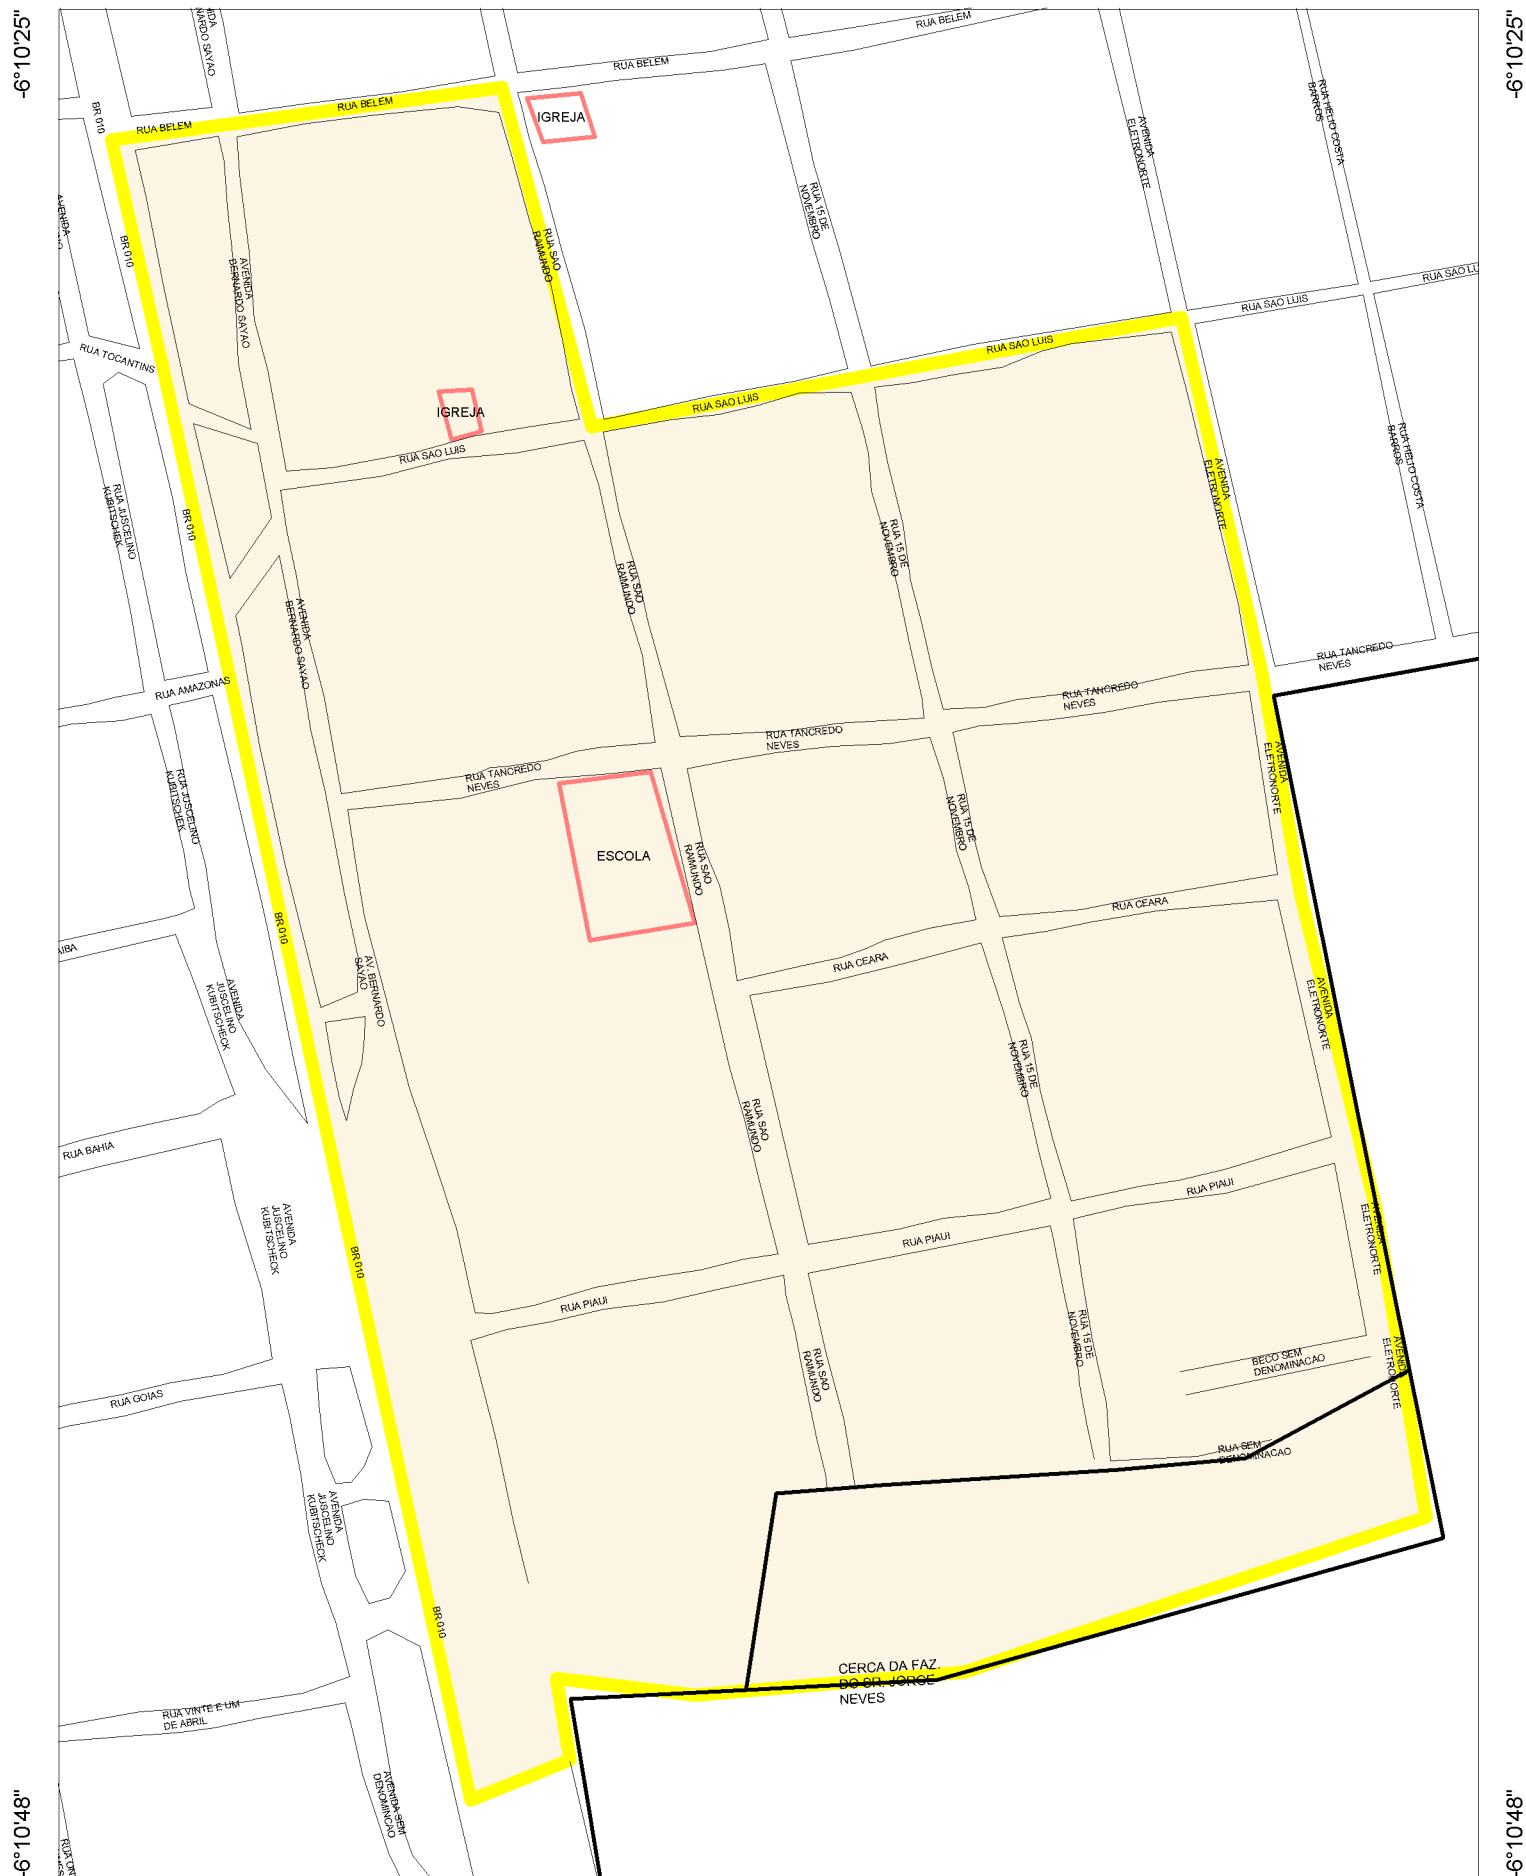 -6°10'25"
-6°10'25"
RUA BELEM
RUA BELEM
RUA BELEM
RUA BELEM
NARDO SAYAO
BR 010
IGREJA
RUA HELIO COSTA
BARROS
AVENIDA
ELETRONORTE
RUA 15 DE
NOVEMBRO
AVENIDA
BR 010
RUA SAO
RAIMUNDO
AVENIDA
BERNARDO SAYAO
RUA SAO LUIS
RUA SAO LUIS
RUA TOCANTINS
RUA SAO LUIS
RUA SAO LUIS
IGREJA
RUA SAO LUIS
RUA HELIO COSTA
BARROS
AVENIDA
ELETRONORTE
RUA JUSCELINO
KUBITSCHEK
BR 010
RUA 15 DE
NOVEMBRO
RUA SAO
RAIMUNDO
AVENIDA
BERNARDO SAYAO
RUA TANCREDO
NEVES
RUA AMAZONAS
RUA TANCREDO
NEVES
RUA TANCREDO
NEVES
RUA TANCREDO
NEVES
AVENIDA
ELETRONORTE
RUA JUSCELINO
KUBITSCHEK
RUA 15 DE
NOVEMBRO
ESCOLA
RUA SAO
RAIMUNDO
RUA CEARA
BR 010
AIBA
RUA CEARA
AV. BERNARDO
SAYAO
AVENIDA
JUSCELINO
KUBITSCHECK
AVENIDA
ELETRONORTE
RUA 15 DE
NOVEMBRO
RUA SAO
RAIMUNDO
RUA BAHIA
RUA PIAUI
AVENIDA
JUSCELINO
KUBITSCHECK
BR 010
RUA PIAUI
AVENIDA
ELETRONORTE
RUA PIAUI
RUA 15 DE
NOVEMBRO
RUA SAO
RAIMUNDO
BECO SEM
DENOMINACAO
AVENIDA
ELETRONORTE
RUA GOIAS
RUA SEM
DENOMINACAO
AVENIDA
JUSCELINO
KUBITSCHECK
BR 010
CERCA DA FAZ.
DO SR. JORGE
NEVES
RUA VINTE E UM
DE ABRIL
AVENIDA SEM
DENOMINCAO
-6°10'48"
-6°10'48"